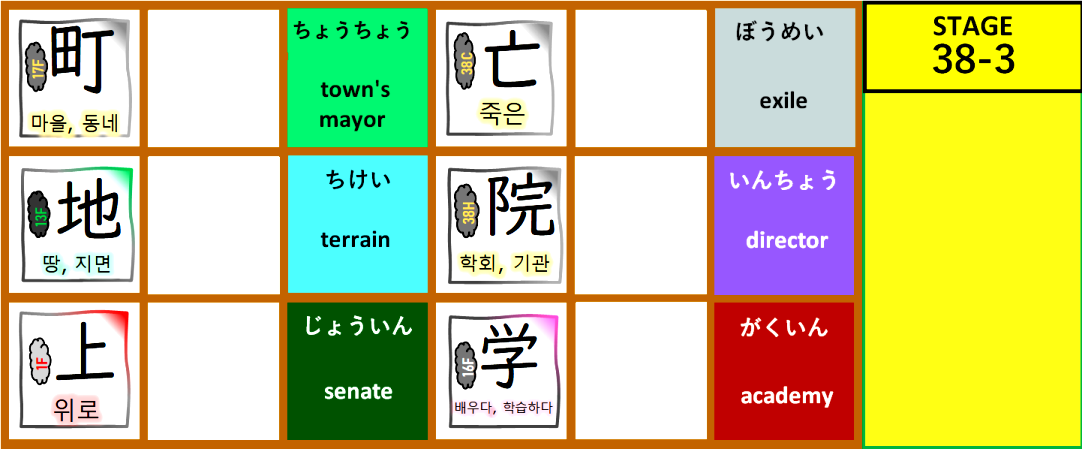 町
17F
마을, 동네
ちょうちょう
town's
mayor
亡
38C
죽은
ぼうめい
exile
STAGE
38-3
地
13F
땅, 지면
ちけい
terrain
院
38H
학회, 기관
いんちょう
director
上
1F
위로
じょういん
senate
学
16F
배우다, 학습하다
がくいん
academy